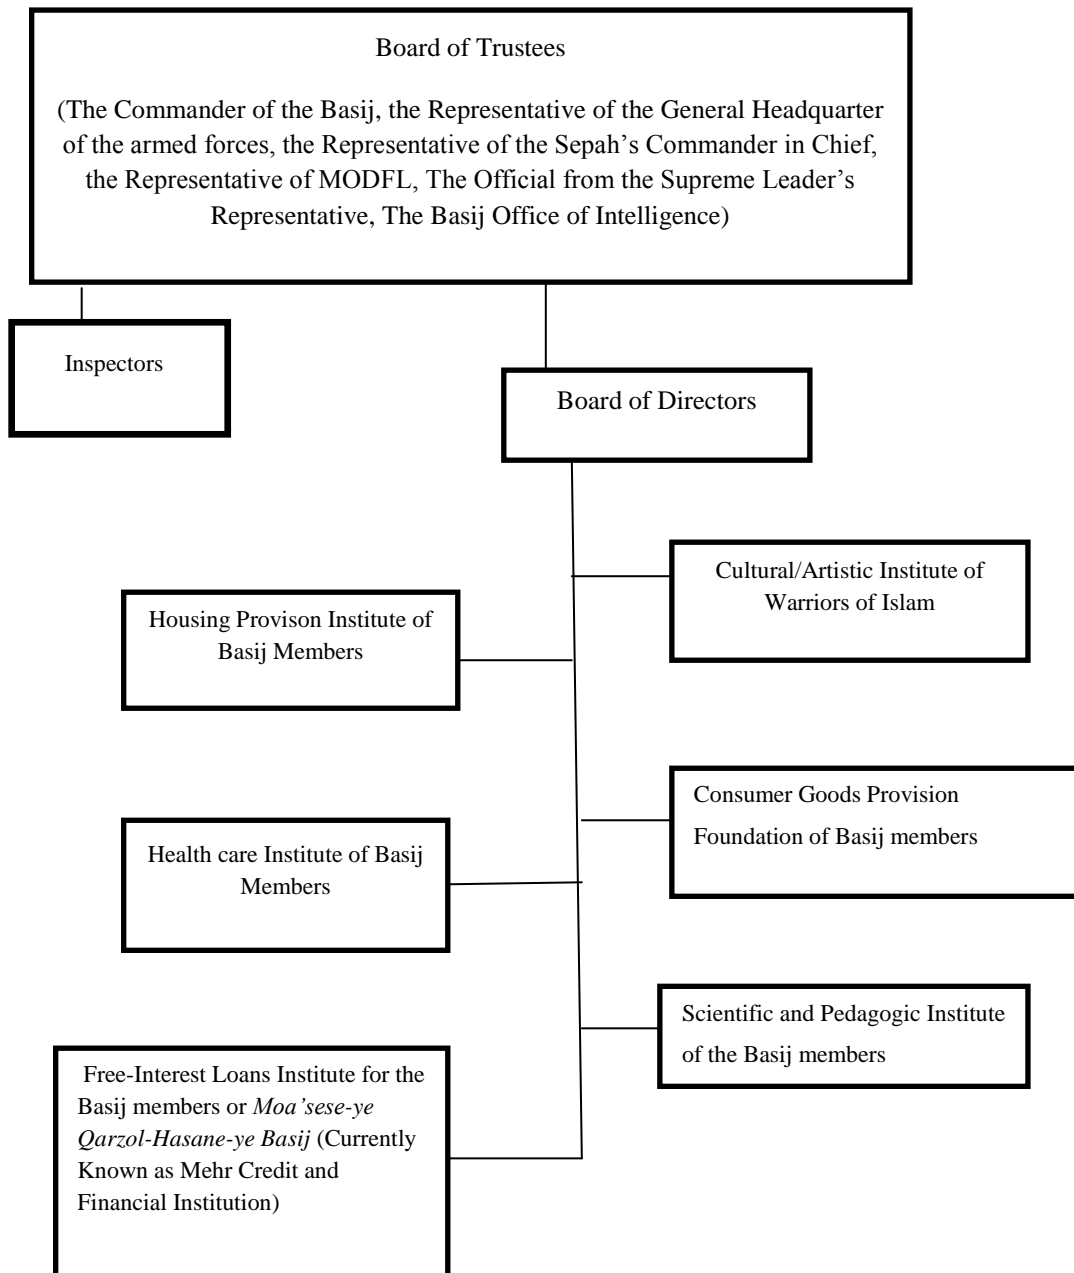 Board of Trustees
(The Commander of the Basij, the Representative of the General Headquarter
of the armed forces, the Representative of the Sepah’s Commander in Chief,
the Representative of MODFL, The Official from the Supreme Leader’s
Representative, The Basij Office of Intelligence)
Inspectors
Board of Directors
Cultural/Artistic Institute of
Warriors of Islam
Housing Provison Institute of
Basij Members
Consumer Goods Provision
Foundation of Basij members
Health care Institute of Basij
Members
Scientific and Pedagogic Institute
of the Basij members
Free-Interest Loans Institute for the
Basij members or Moa’sese-ye
Qarzol-Hasane-ye Basij (Currently
Known as Mehr Credit and
Financial Institution)